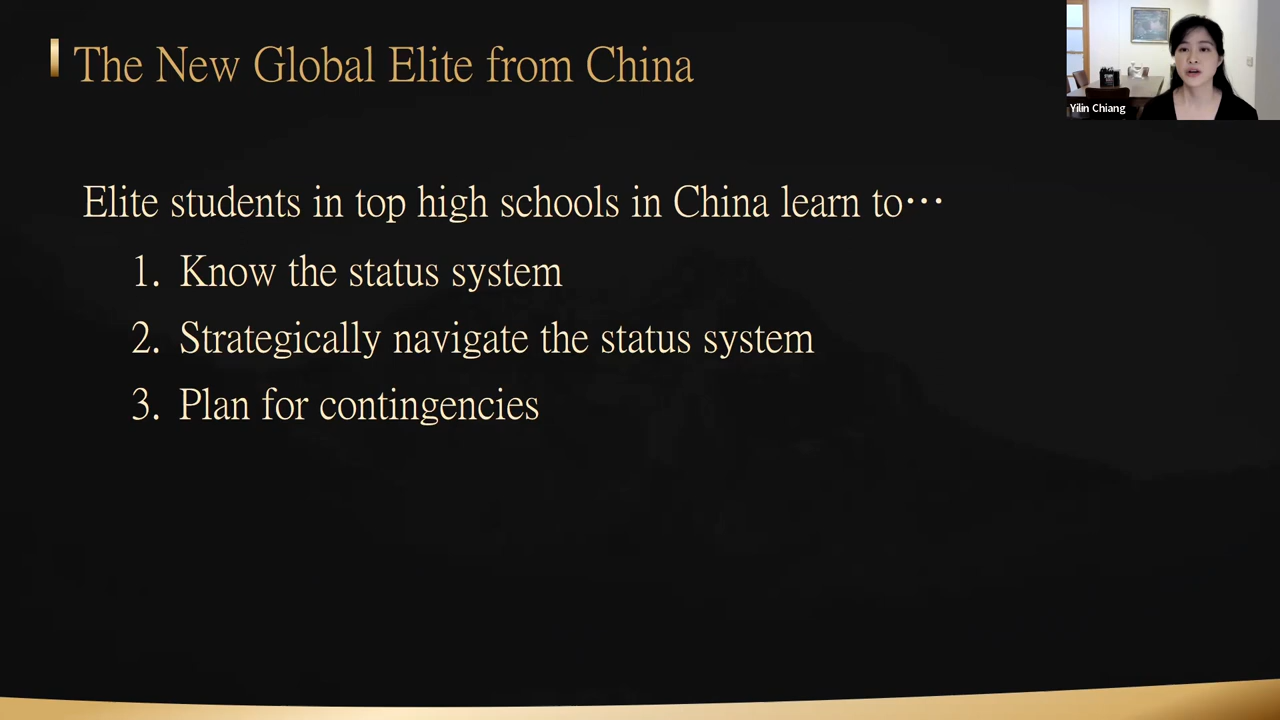 The New Global Elite from China
Yilin Chiang
Elite students in top high schools in China learn to⋯
1. Know the status system
2. Strategically navigate the status system
3. Plan for contingencies